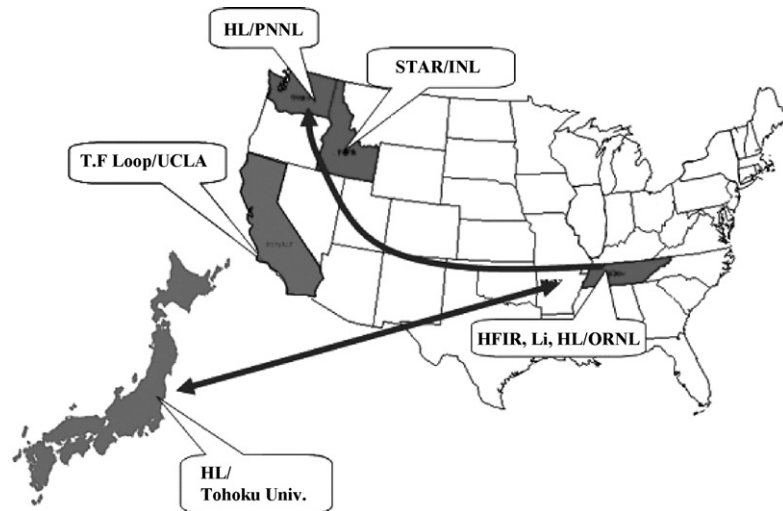 HL/PNNL
STAR/INL
T.F Loop/UCLA
HFIR, Li, HL/ORNL
HL/
Tohoku Univ.